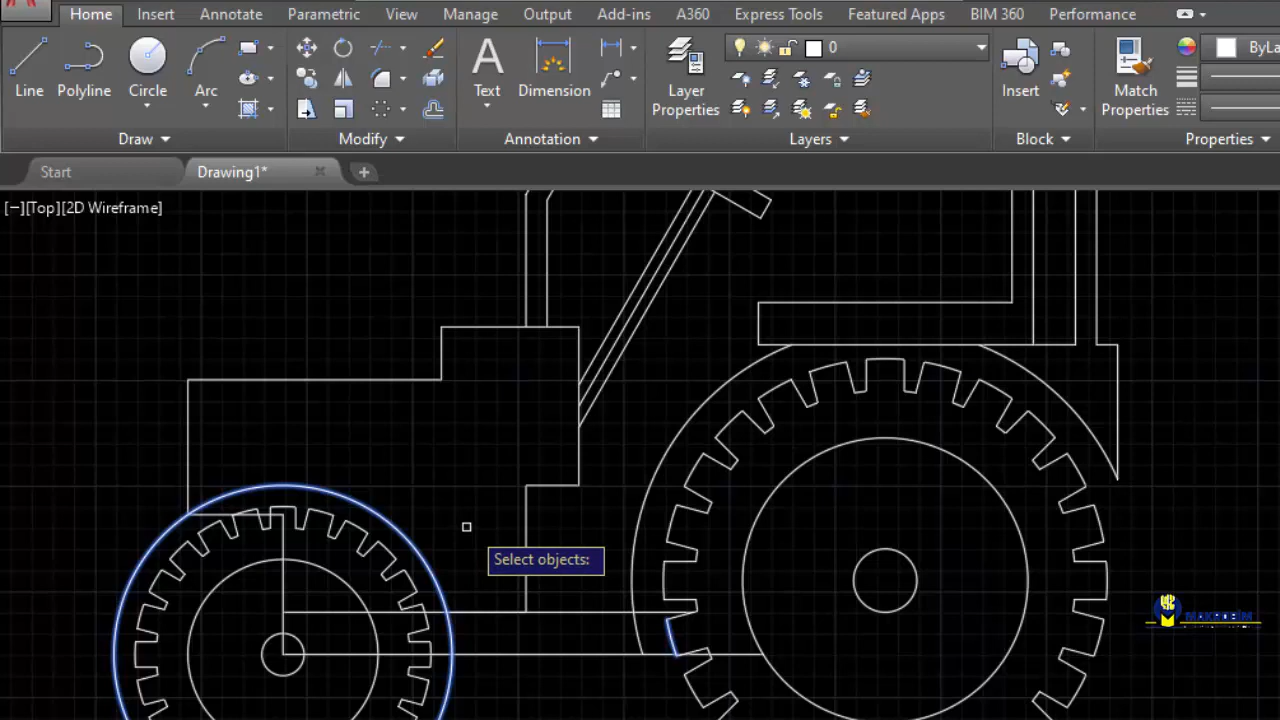 Home Insert Annotate Parametric View Manage Output Add-ins A360 Express Tools Featured Apps BIM 360 Performance
Line Polyline Circle Arc
Text Dimension
Layer Properties
0
Insert
Match Properties
ByLa
Draw Modify Annotation Layers Block Properties
Start Drawing1*
[−][Top][2D Wireframe]
Select objects: